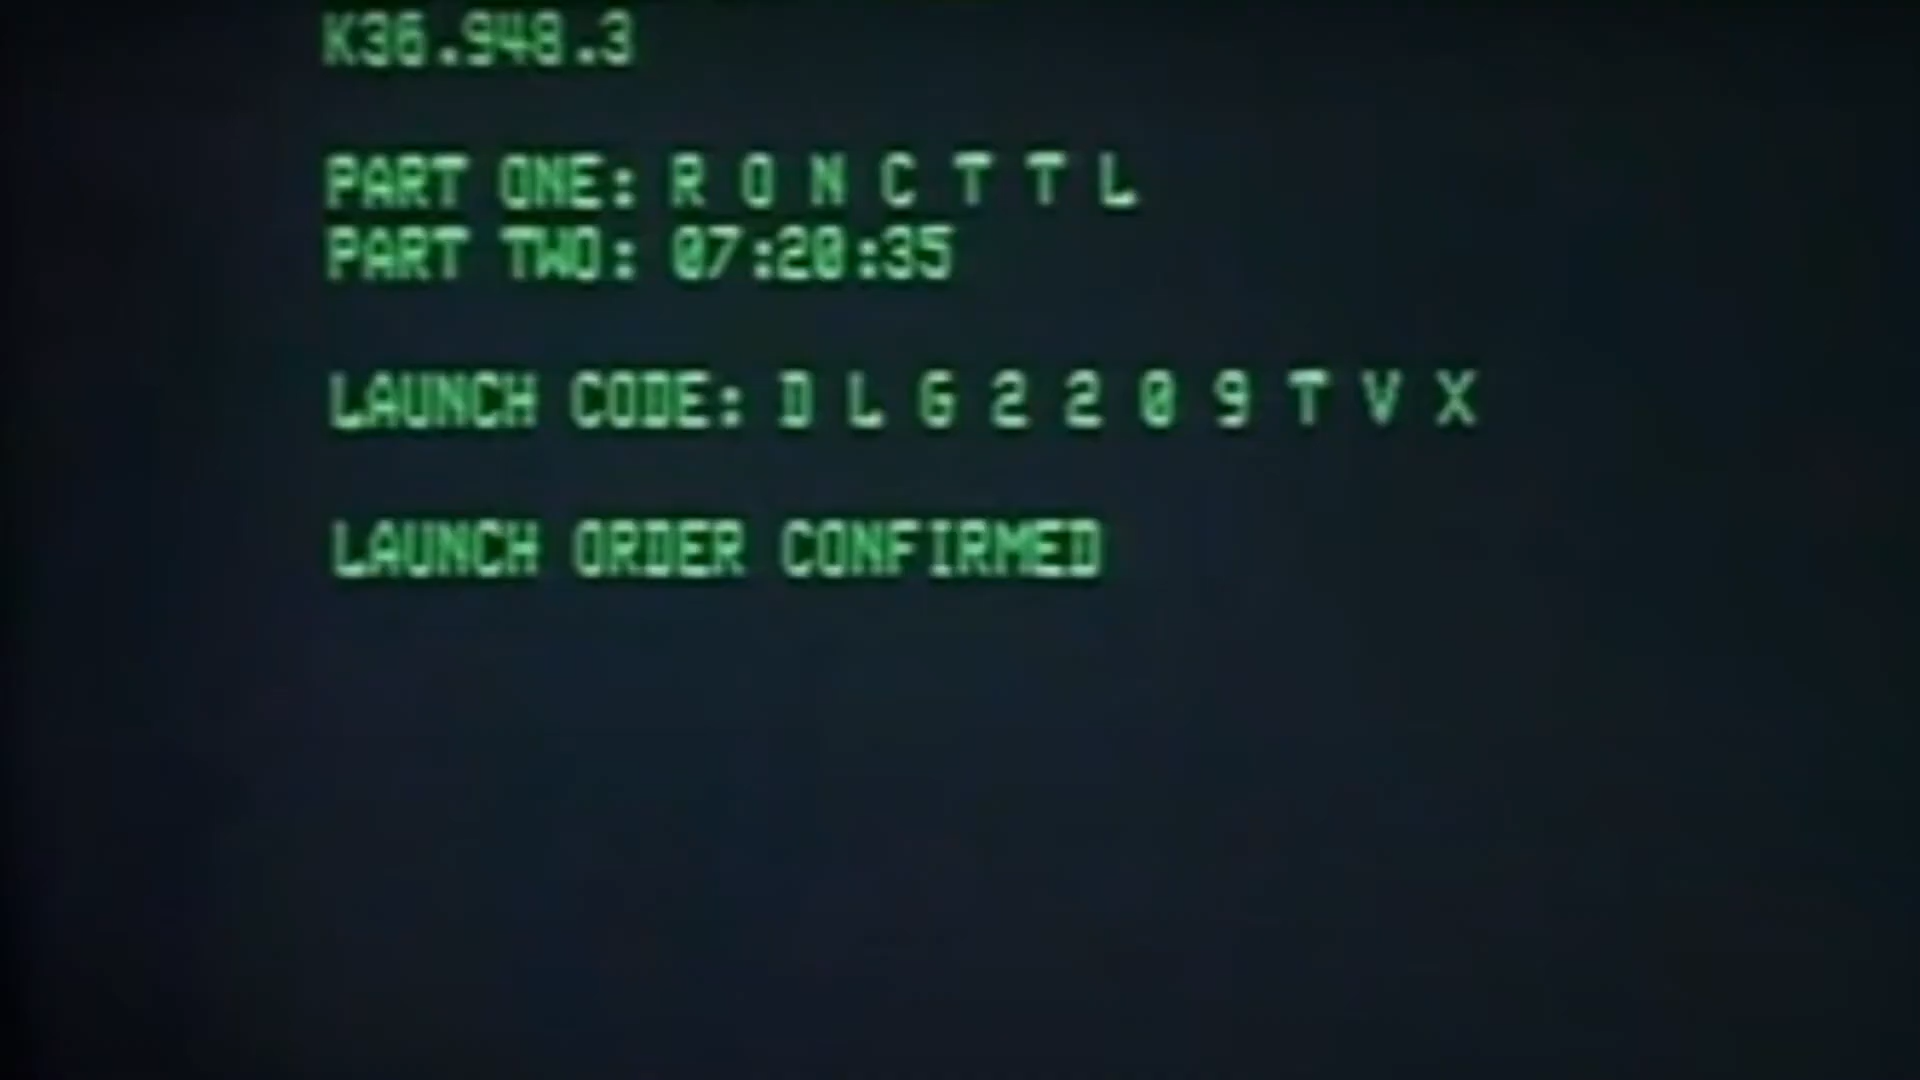 K36.948.3
PART ONE: R O N C T T L
PART TWO: 07:20:35
LAUNCH CODE: D L G 2 2 0 9 T V X
LAUNCH ORDER CONFIRMED